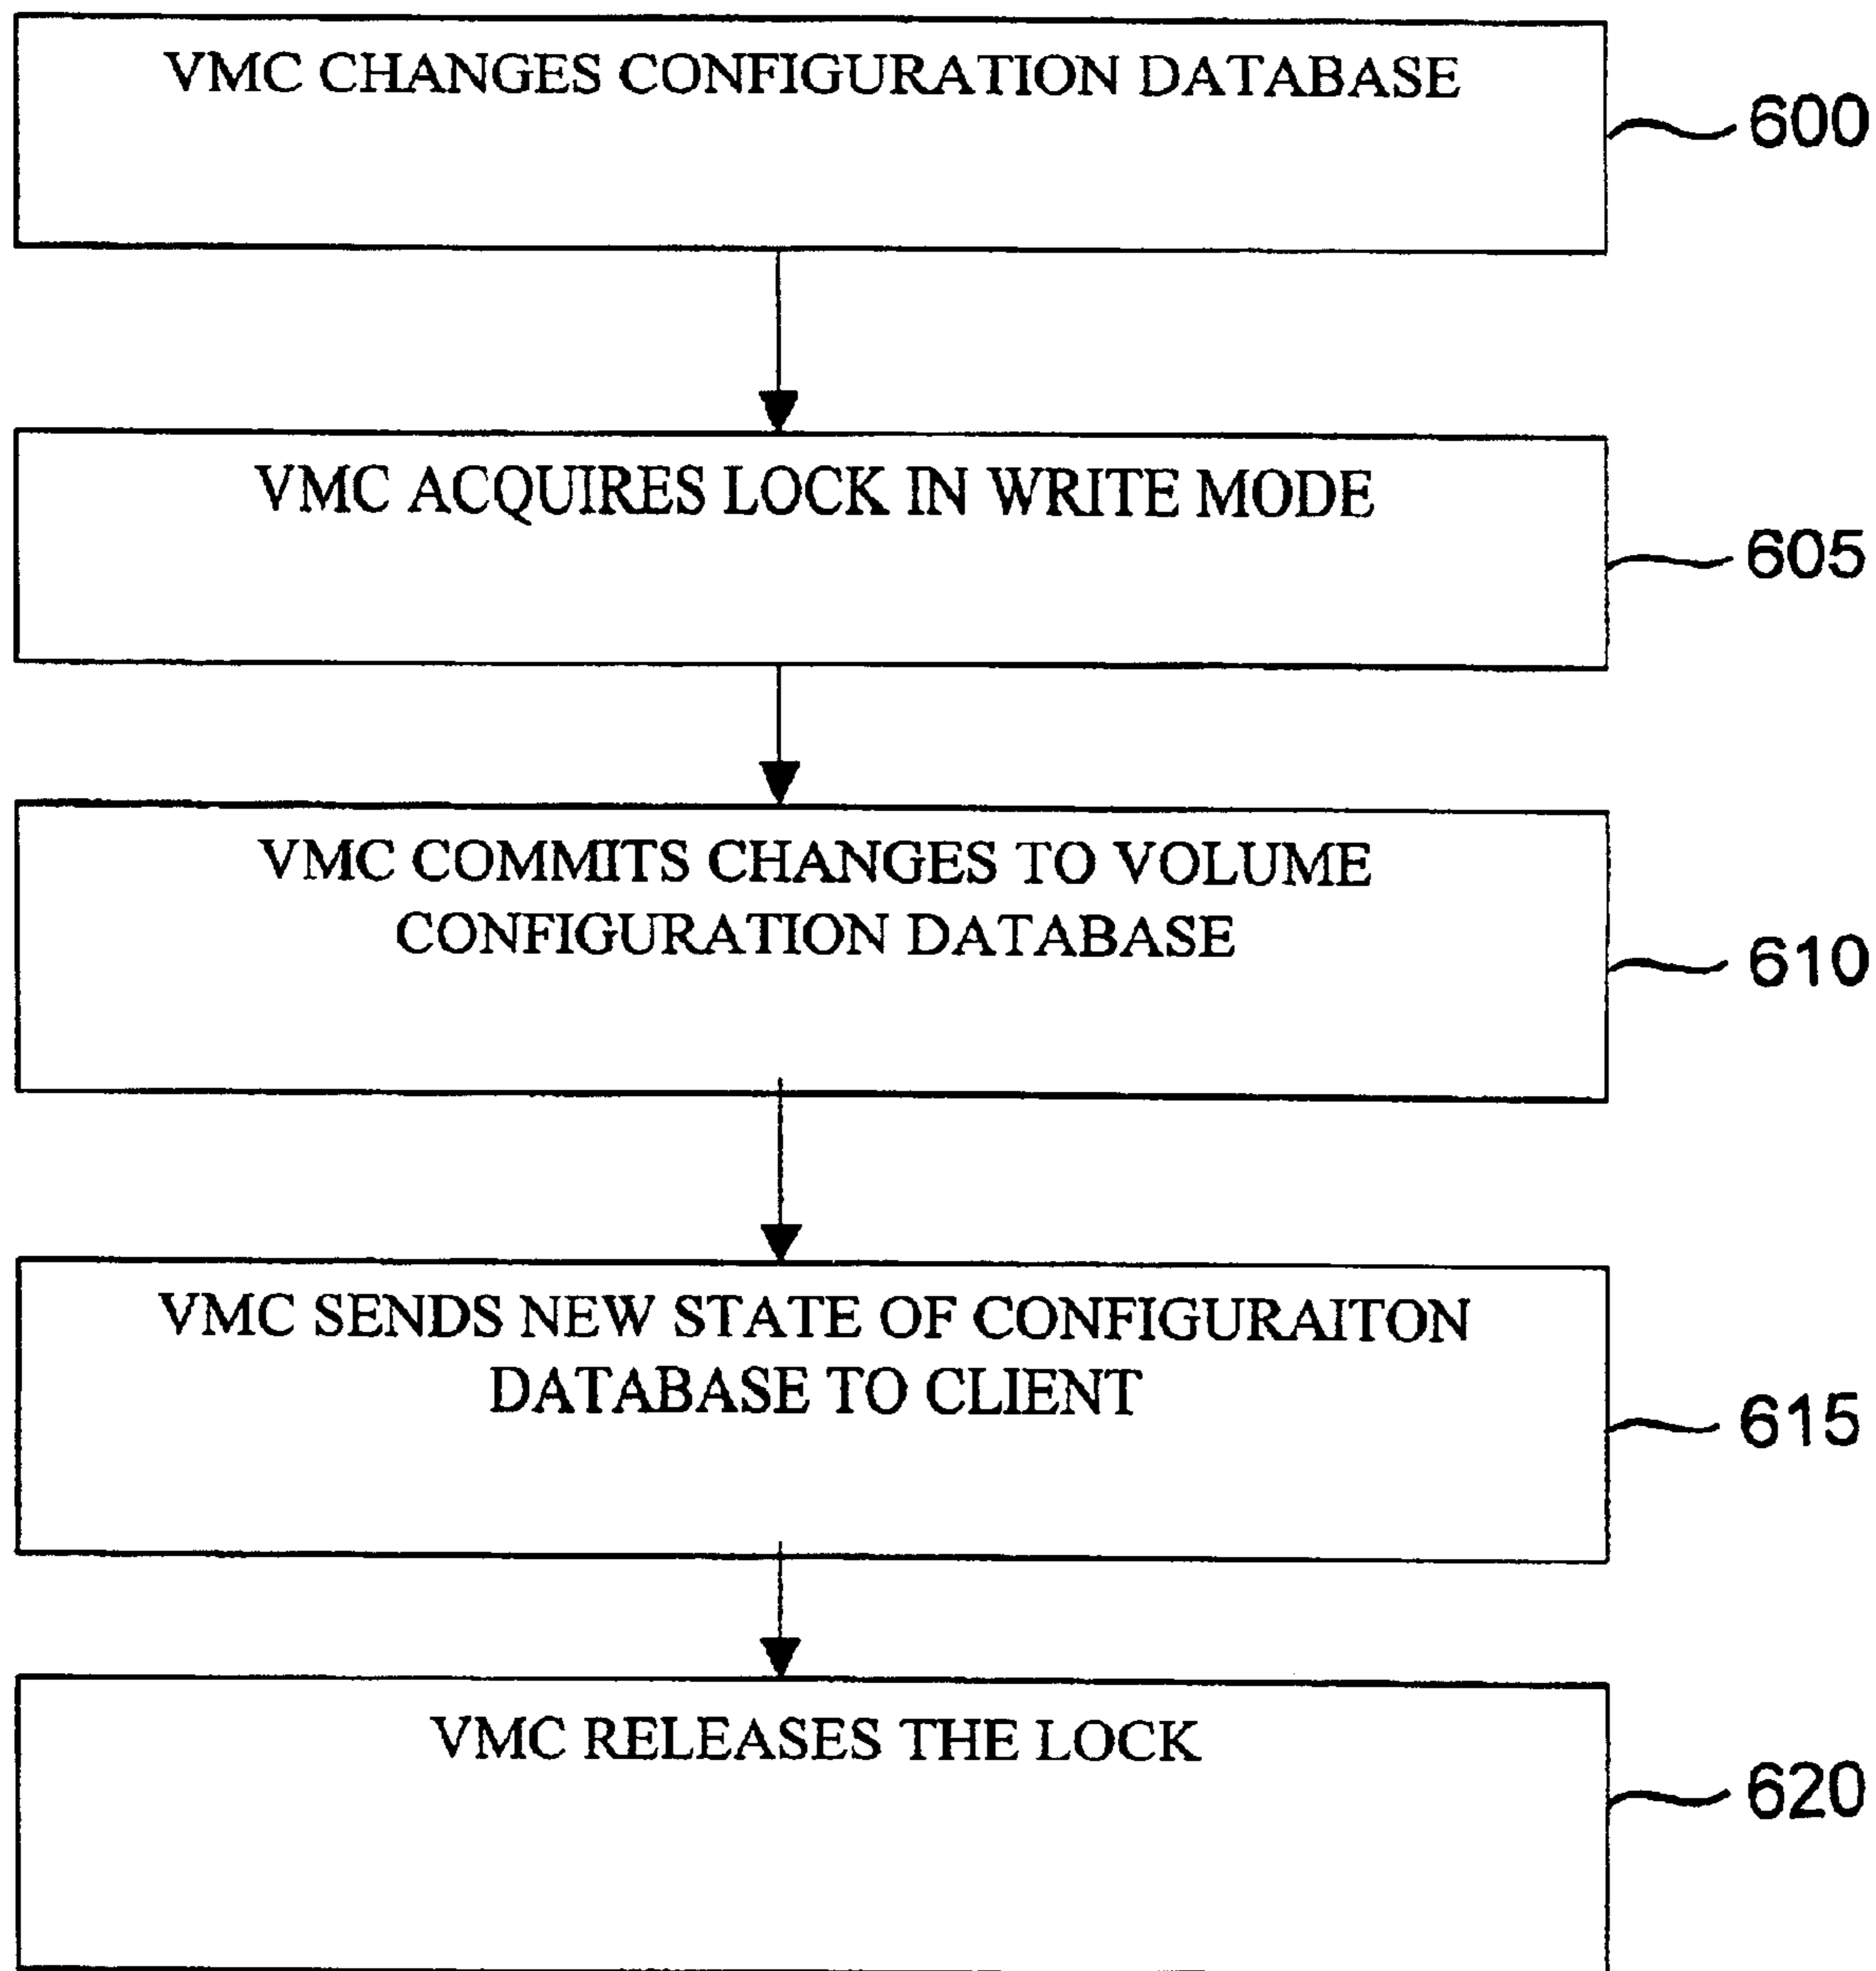 VMC CHANGES CONFIGURATION DATABASE
600
VMC ACQUIRES LOCK IN WRITE MODE
605
VMC COMMITS CHANGES TO VOLUME
CONFIGURATION DATABASE
610
VMC SENDS NEW STATE OF CONFIGURAITON
DATABASE TO CLIENT
615
VMC RELEASES THE LOCK
620